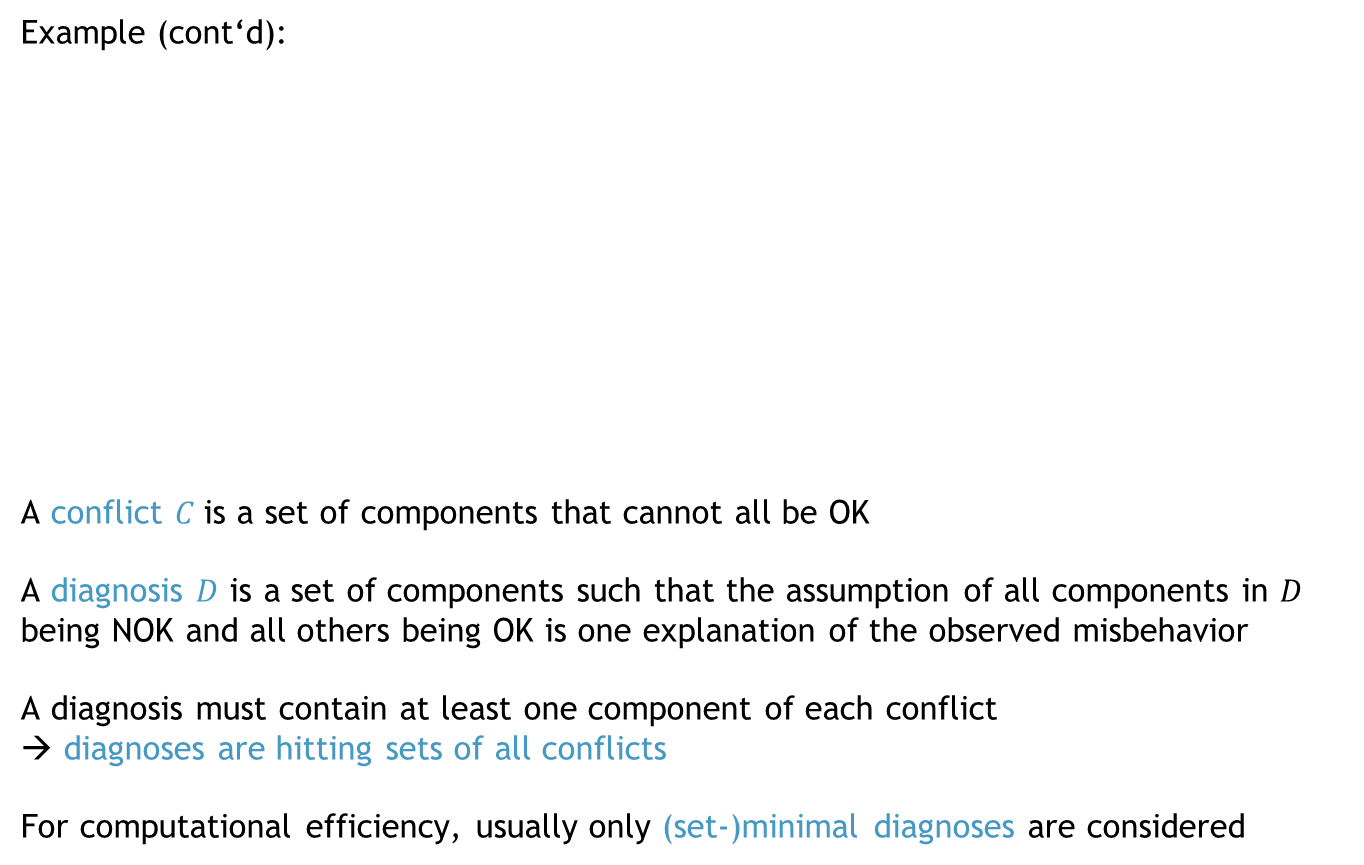 Example (cont‘d):
A conflict C is a set of components that cannot all be OK
A diagnosis D is a set of components such that the assumption of all components in D
being NOK and all others being OK is one explanation of the observed misbehavior
A diagnosis must contain at least one component of each conflict
→ diagnoses are hitting sets of all conflicts
For computational efficiency, usually only (set-)minimal diagnoses are considered